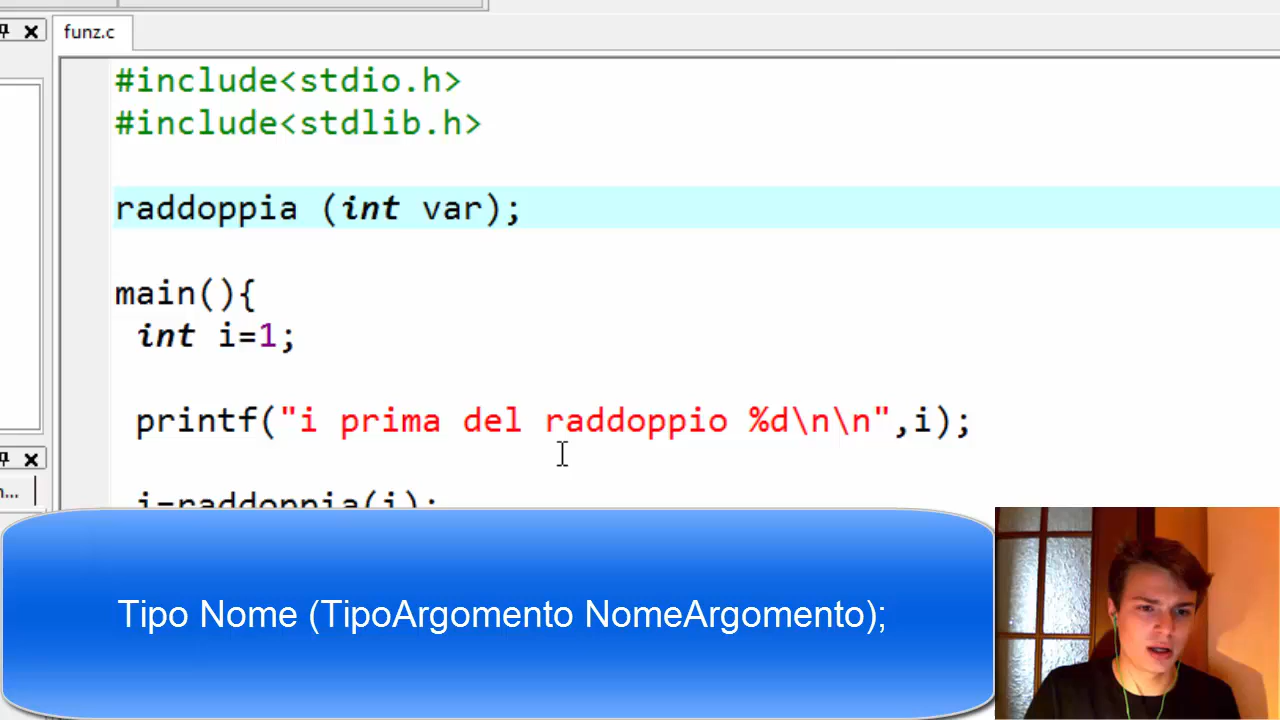 funz.c
#include<stdio.h>
#include<stdlib.h>
raddoppia (int var);
main(){
int i=1;
printf("i prima del raddoppio %d\n\n",i);
i=raddoppia(i);
n...
Tipo Nome (TipoArgomento NomeArgomento);